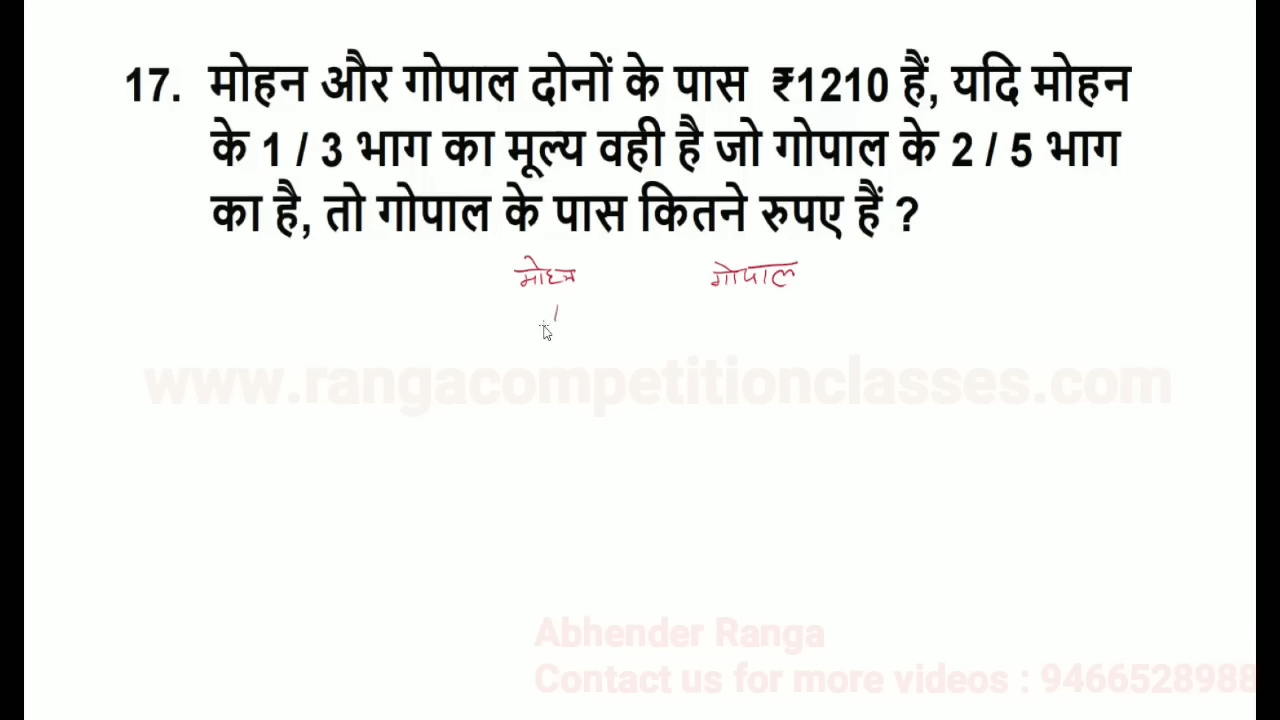 17. मोहन और गोपाल दोनों के पास ₹1210 हैं, यदि मोहन
के 1 / 3 भाग का मूल्य वही है जो गोपाल के 2 / 5 भाग
का है, तो गोपाल के पास कितने रुपए हैं ?
मोहन गोपाल
www.rangacompetitionclasses.com
Abhender Ranga
Contact us for more videos : 9466528988